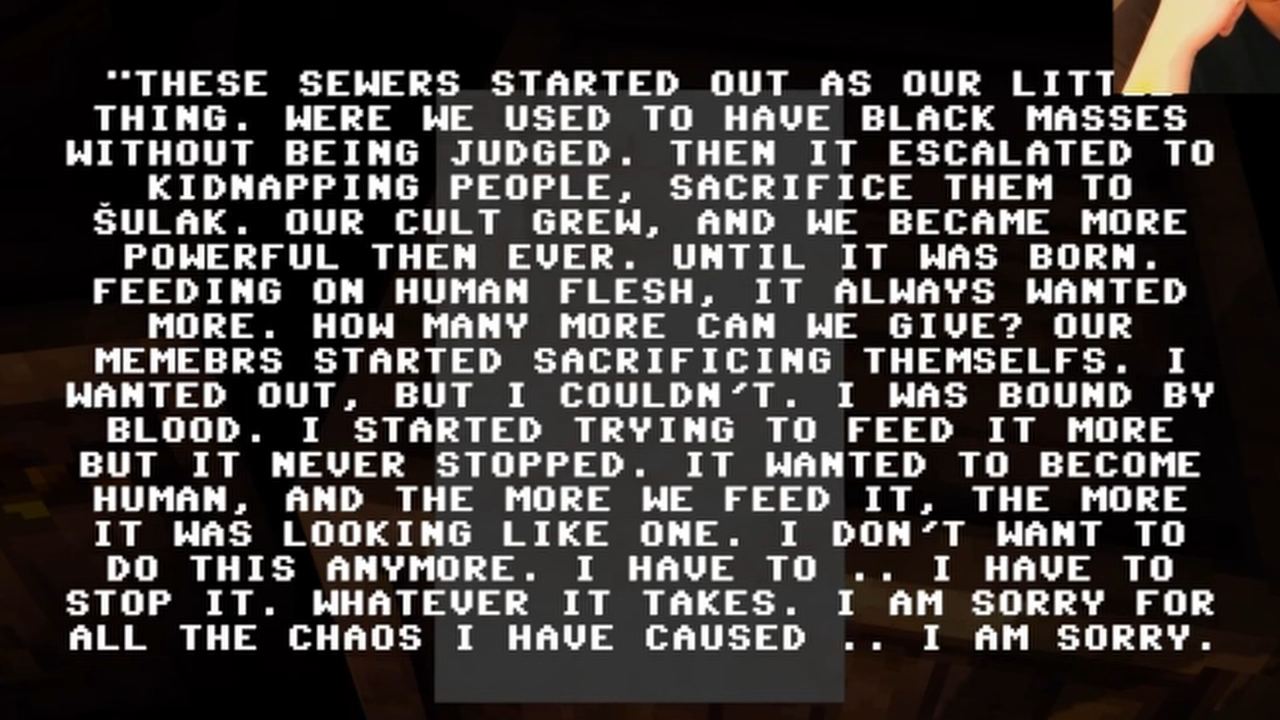 "THESE SEWERS STARTED OUT AS OUR
THING. WERE WE USED TO HAVE BLACK MASSES
WITHOUT BEING JUDGED. THEN IT ESCALATED TO
KIDNAPPING PEOPLE, SACRIFICE THEM TO
ŠULAK. OUR CULT GREW, AND WE BECAME MORE
POWERFUL THEN EVER. UNTIL IT WAS BORN.
FEEDING ON HUMAN FLESH, IT ALWAYS WANTED
MORE. HOW MANY MORE CAN WE GIVE? OUR
MEMEBRS STARTED SACRIFICING THEMSELFS. I
WANTED OUT, BUT I COULDN'T. I WAS BOUND BY
BLOOD. I STARTED TRYING TO FEED IT MORE
BUT IT NEVER STOPPED. IT WANTED TO BECOME
HUMAN, AND THE MORE WE FEED IT, THE MORE
IT WAS LOOKING LIKE ONE. I DON'T WANT TO
DO THIS ANYMORE. I HAVE TO .. I HAVE TO
STOP IT. WHATEVER IT TAKES. I AM SORRY FOR
ALL THE CHAOS I HAVE CAUSED .. I AM SORRY.